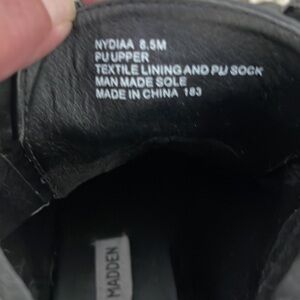 NYDIAA 8.5M
PU UPPER
TEXTILE LINING AND PU SOCK
MAN MADE SOLE
MADE IN CHINA 183
MADDEN